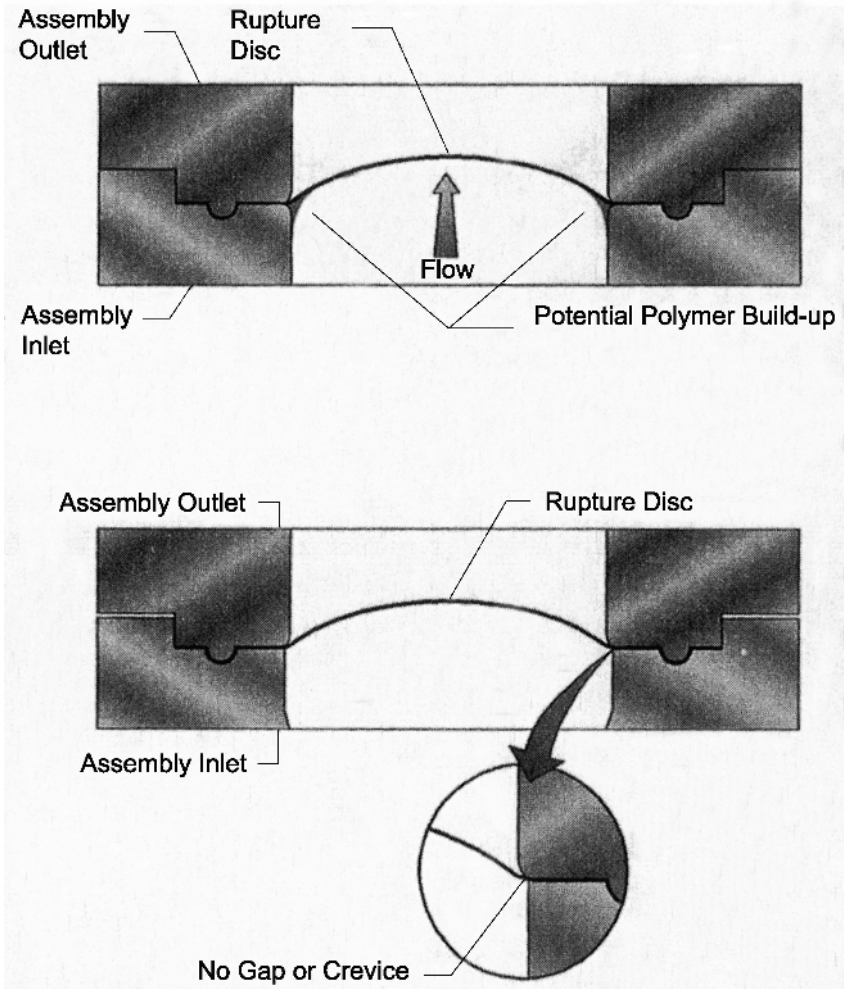 Assembly
Outlet
Rupture
Disc
Flow
Assembly
Inlet
Potential Polymer Build-up
Assembly Outlet
Rupture Disc
Assembly Inlet
No Gap or Crevice